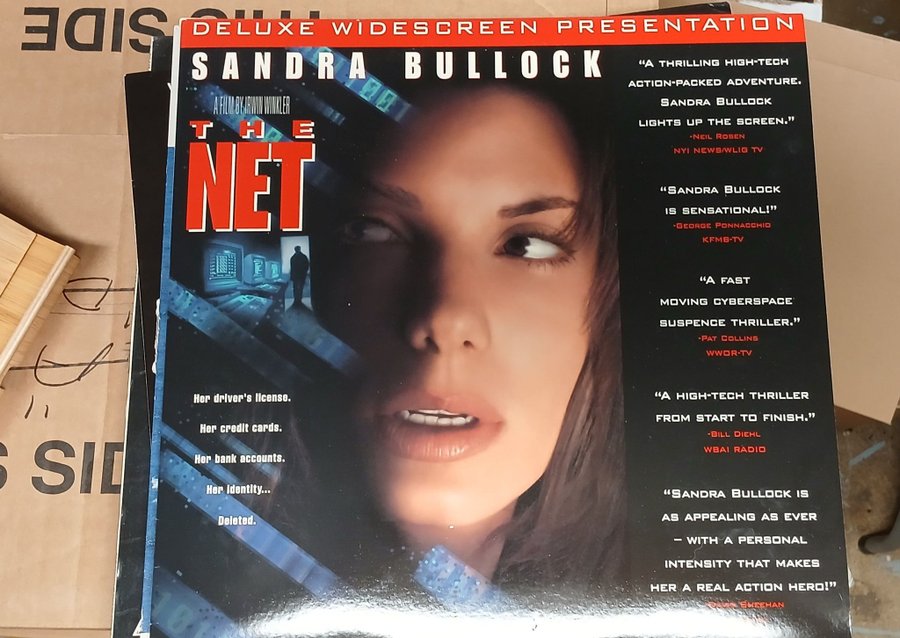 THIS SIDE
DELUXE WIDESCREEN PRESENTATION
SANDRA BULLOCK
A FILM BY IRWIN WINKLER
THE
NET
Her driver's license.
Her credit cards.
Her bank accounts.
Her identity...
Deleted.
"A THRILLING HIGH-TECH
ACTION-PACKED ADVENTURE.
SANDRA BULLOCK
LIGHTS UP THE SCREEN."
-NEIL ROSEN
NY1 NEWS/WLIG TV
"SANDRA BULLOCK
IS SENSATIONAL!"
-GEORGE PENNACCHIO
KFMB-TV
"A FAST
MOVING CYBERSPACE
SUSPENSE THRILLER."
-PAT COLLINS
WWOR-TV
"A HIGH-TECH THRILLER
FROM START TO FINISH."
-BILL DIEHL
WBAI RADIO
"SANDRA BULLOCK IS
AS APPEALING AS EVER
– WITH A PERSONAL
INTENSITY THAT MAKES
HER A REAL ACTION HERO!"
SHEEHAN
S SID